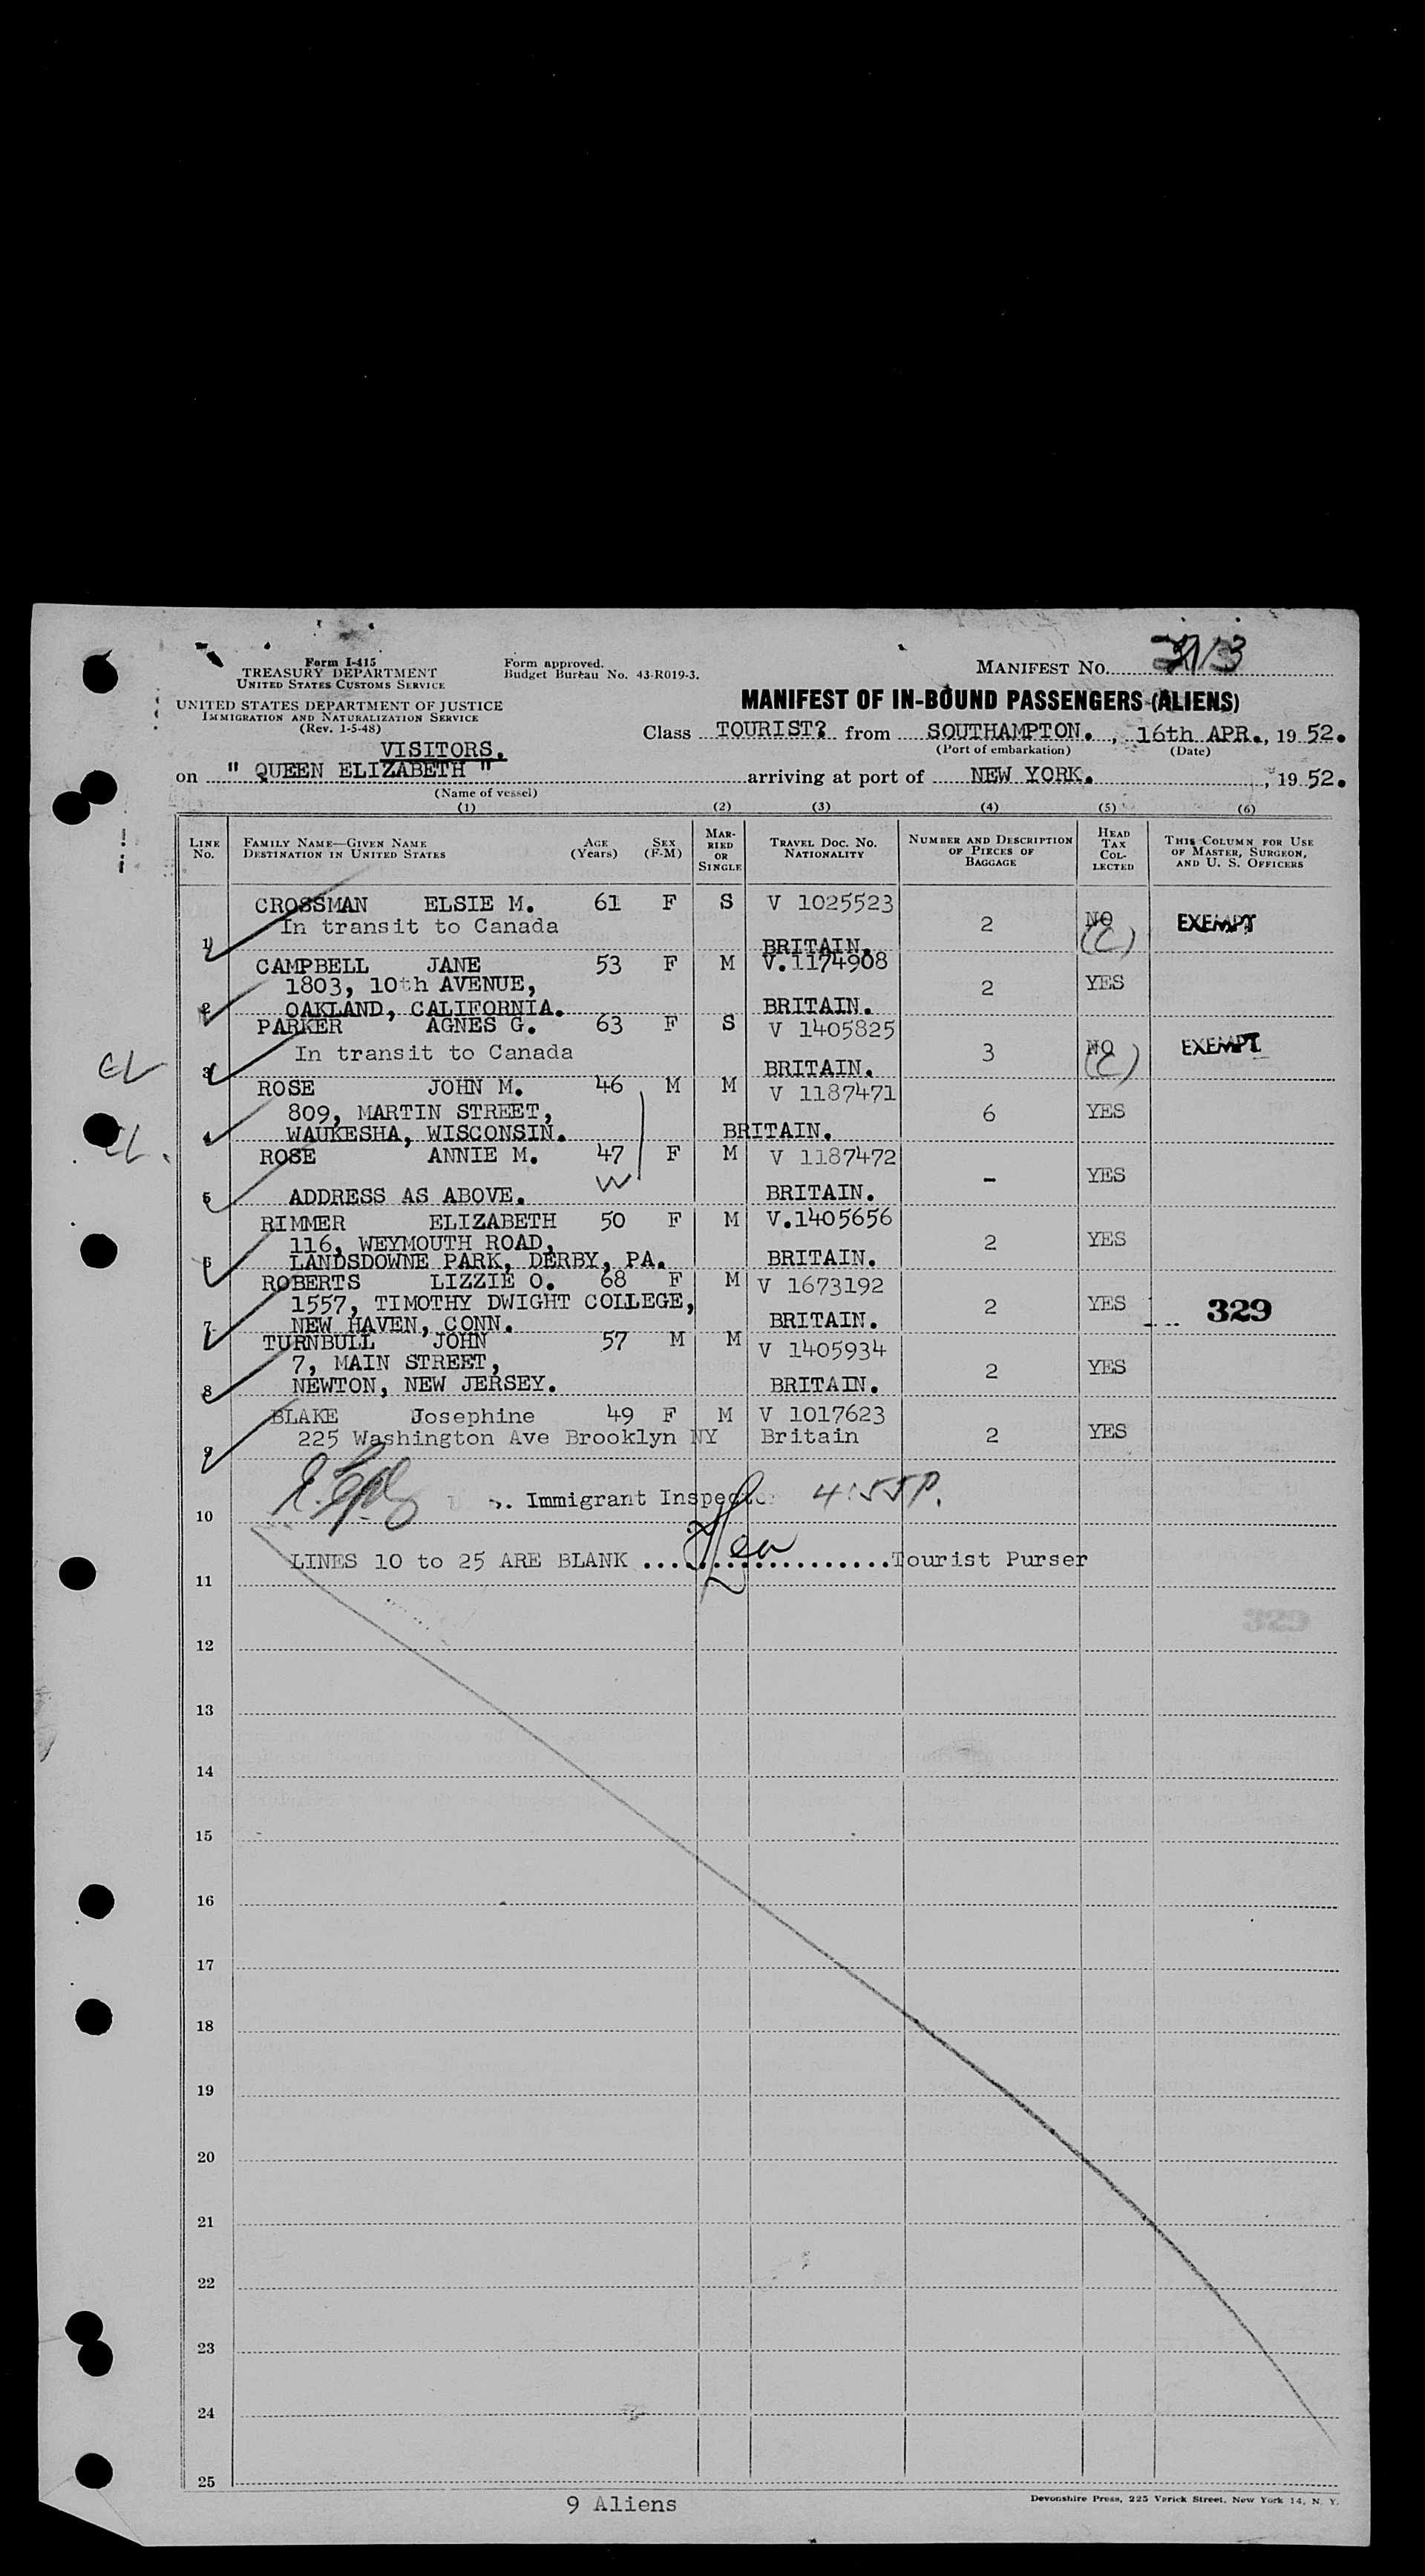 Form I-415
TREASURY DEPARTMENT
UNITED STATES CUSTOMS SERVICE
UNITED STATES DEPARTMENT OF JUSTICE
IMMIGRATION AND NATURALIZATION SERVICE
(Rev. 1-5-48)
Form approved.
Budget Bureau No. 43-R019-3.
MANIFEST No.
MANIFEST OF IN-BOUND PASSENGERS (ALIENS)
Class TOURIST? from SOUTHAMPTON. , 16th APR., 19 52.
(Port of embarkation) (Date)
VISITORS.
on " QUEEN ELIZABETH " arriving at port of NEW YORK. , 19 52.
(Name of vessel)
(1) (2) (3) (4) (5) (6)
LINE No. FAMILY NAME—GIVEN NAME DESTINATION IN UNITED STATES AGE (Years) SEX (F-M) MARRIED OR SINGLE TRAVEL DOC. NO. NATIONALITY NUMBER AND DESCRIPTION OF PIECES OF BAGGAGE HEAD TAX COLLECTED THIS COLUMN FOR USE OF MASTER, SURGEON, AND U. S. OFFICERS
CROSSMAN ELSIE M. 61 F S V 1025523
In transit to Canada 2 NO (C) EXEMPT
1 BRITAIN.
CAMPBELL JANE 53 F M V.1174908
1803, 10th AVENUE, 2 YES
2 OAKLAND, CALIFORNIA. BRITAIN.
PARKER AGNES G. 63 F S V 1405825
In transit to Canada 3 NO (C) EXEMPT
3 BRITAIN.
ROSE JOHN M. 46 M M V 1187471
809, MARTIN STREET, 6 YES
4 WAUKESHA, WISCONSIN. BRITAIN.
ROSE ANNIE M. 47 F M V 1187472
- YES
5 ADDRESS AS ABOVE. W BRITAIN.
RIMMER ELIZABETH 50 F M V.1405656
116, WEYMOUTH ROAD, 2 YES
6 LANDSDOWNE PARK, DERBY, PA. BRITAIN.
ROBERTS LIZZIE O. 68 F M V 1673192
1557, TIMOTHY DWIGHT COLLEGE, 2 YES 329
7 NEW HAVEN, CONN. BRITAIN.
TURNBULL JOHN 57 M M V 1405934
7, MAIN STREET, 2 YES
8 NEWTON, NEW JERSEY. BRITAIN.
BLAKE Josephine 49 F M V 1017623
225 Washington Ave Brooklyn NY Britain 2 YES
9
Immigrant Inspector 4:55P.
10
LINES 10 to 25 ARE BLANK ..................Tourist Purser
11
12
13
14
15
16
17
18
19
20
21
22
23
24
25
9 Aliens
Devonshire Press, 225 Varick Street, New York 14, N. Y.